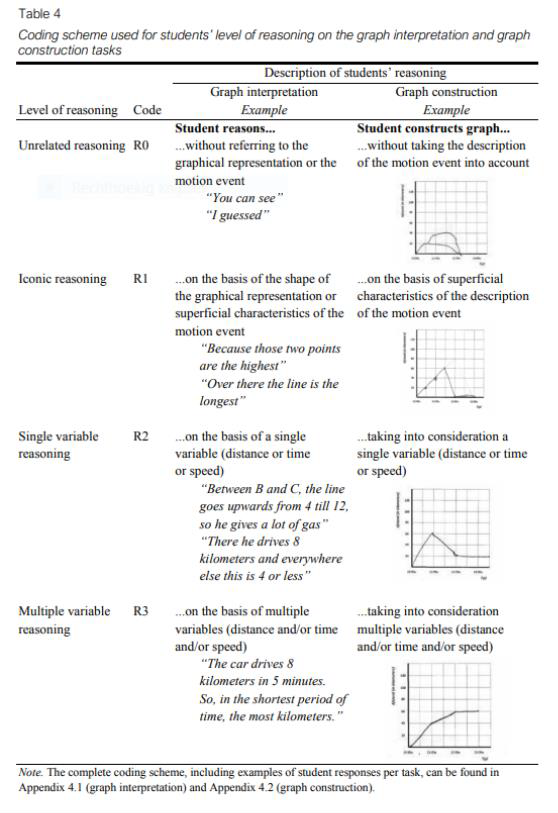 Table 4
Coding scheme used for students' level of reasoning on the graph interpretation and graph
construction tasks
Description of students' reasoning
Graph interpretation Graph construction
Level of reasoning Code Example Example
Student reasons... Student constructs graph...
Unrelated reasoning R0 ...without referring to the ...without taking the description
graphical representation or the of the motion event into account
motion event
"You can see"
"I guessed"
Iconic reasoning R1 ...on the basis of the shape of ...on the basis of superficial
the graphical representation or characteristics of the description
superficial characteristics of the of the motion event
motion event
"Because those two points
are the highest"
"Over there the line is the
longest"
Single variable R2 ...on the basis of a single ...taking into consideration a
reasoning variable (distance or time single variable (distance or time
or speed) or speed)
"Between B and C, the line
goes upwards from 4 till 12,
so he gives a lot of gas"
"There he drives 8
kilometers and everywhere
else this is 4 or less"
Multiple variable R3 ...on the basis of multiple ...taking into consideration
reasoning variables (distance and/or time multiple variables (distance
and/or speed) and/or time and/or speed)
"The car drives 8
kilometers in 5 minutes.
So, in the shortest period of
time, the most kilometers."
Note. The complete coding scheme, including examples of student responses per task, can be found in
Appendix 4.1 (graph interpretation) and Appendix 4.2 (graph construction).